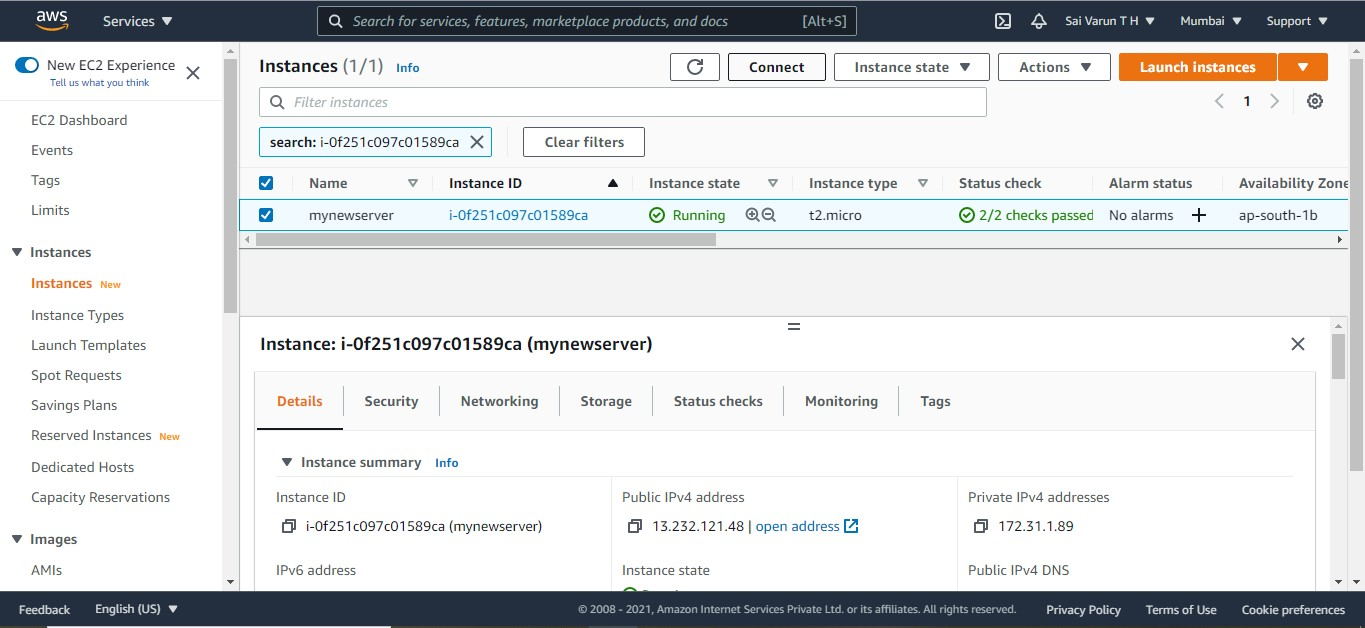 aws Services Search for services, features, marketplace products, and docs [Alt+S] Sai Varun T H Mumbai Support
New EC2 Experience
Tell us what you think
EC2 Dashboard
Events
Tags
Limits
Instances
Instances New
Instance Types
Launch Templates
Spot Requests
Savings Plans
Reserved Instances New
Dedicated Hosts
Capacity Reservations
Images
AMIs
Instances (1/1) Info Connect Instance state Actions Launch instances
Filter instances 1
search: i-0f251c097c01589ca Clear filters
Name Instance ID Instance state Instance type Status check Alarm status Availability Zone
mynewserver i-0f251c097c01589ca Running t2.micro 2/2 checks passed No alarms ap-south-1b
Instance: i-0f251c097c01589ca (mynewserver)
Details Security Networking Storage Status checks Monitoring Tags
Instance summary Info
Instance ID Public IPv4 address Private IPv4 addresses
i-0f251c097c01589ca (mynewserver) 13.232.121.48 | open address 172.31.1.89
IPv6 address Instance state Public IPv4 DNS
Feedback English (US) © 2008 - 2021, Amazon Internet Services Private Ltd. or its affiliates. All rights reserved. Privacy Policy Terms of Use Cookie preferences